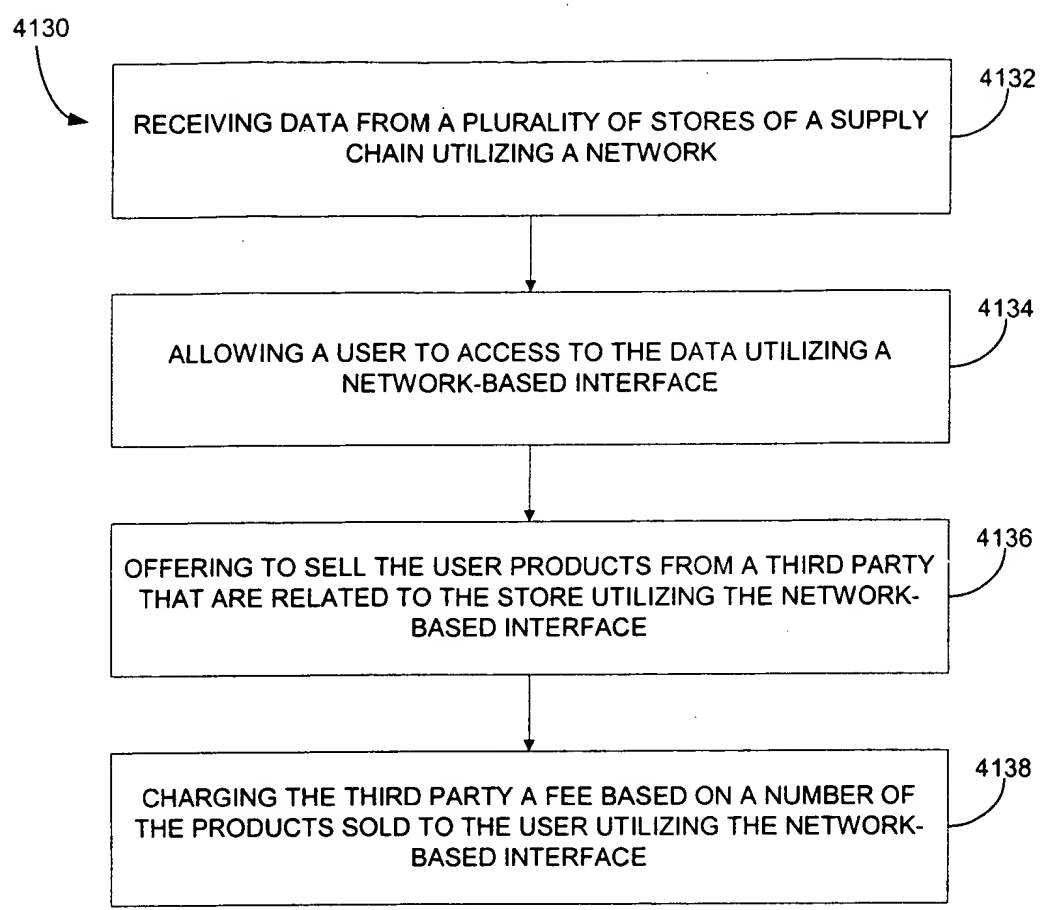 4130
4132
RECEIVING DATA FROM A PLURALITY OF STORES OF A SUPPLY
CHAIN UTILIZING A NETWORK
4134
ALLOWING A USER TO ACCESS TO THE DATA UTILIZING A
NETWORK-BASED INTERFACE
4136
OFFERING TO SELL THE USER PRODUCTS FROM A THIRD PARTY
THAT ARE RELATED TO THE STORE UTILIZING THE NETWORK-
BASED INTERFACE
4138
CHARGING THE THIRD PARTY A FEE BASED ON A NUMBER OF
THE PRODUCTS SOLD TO THE USER UTILIZING THE NETWORK-
BASED INTERFACE